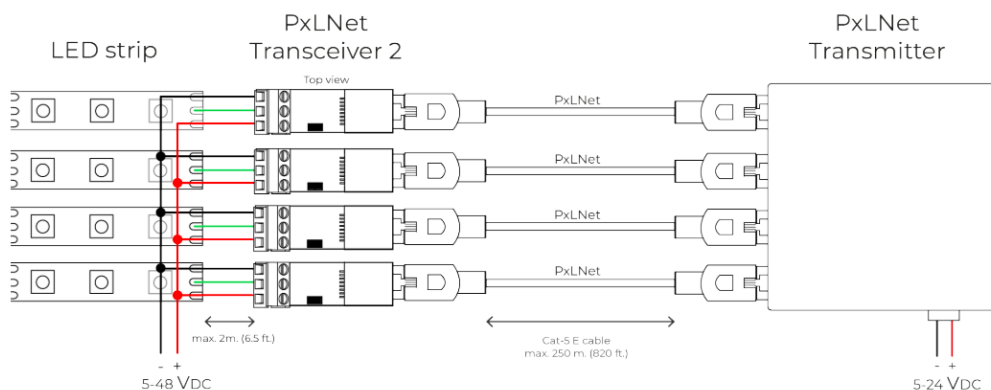 LED strip
PxLNet
Transceiver 2
PxLNet
Transmitter
Top view
PxLNet
PxLNet
PxLNet
PxLNet
max. 2m. (6.5 ft.)
Cat-5 E cable
max. 250 m. (820 ft.)
- +
5-48 VDC
- +
5-24 VDC